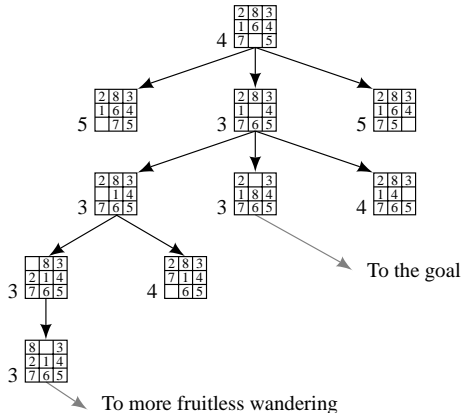 2 8 3
1 6 4
4 7 5
2 8 3 2 8 3 2 8 3
1 6 4 1 4 1 6 4
5 7 5 3 7 6 5 5 7 5
2 8 3 2 3 2 8 3
1 4 1 8 4 1 4
3 7 6 5 3 7 6 5 4 7 6 5
8 3 2 8 3 To the goal
2 1 4 7 1 4
3 7 6 5 4 6 5
8 3
2 1 4
3 7 6 5
To more fruitless wandering